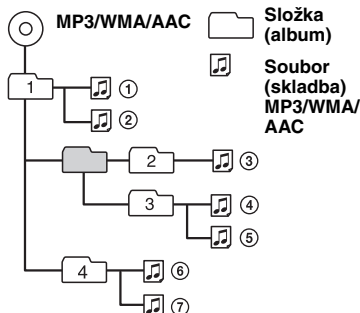 MP3/WMA/AAC
Složka
(album)
Soubor
(skladba)
MP3/WMA/
AAC
1
①
②
2
③
3
④
⑤
4
⑥
⑦